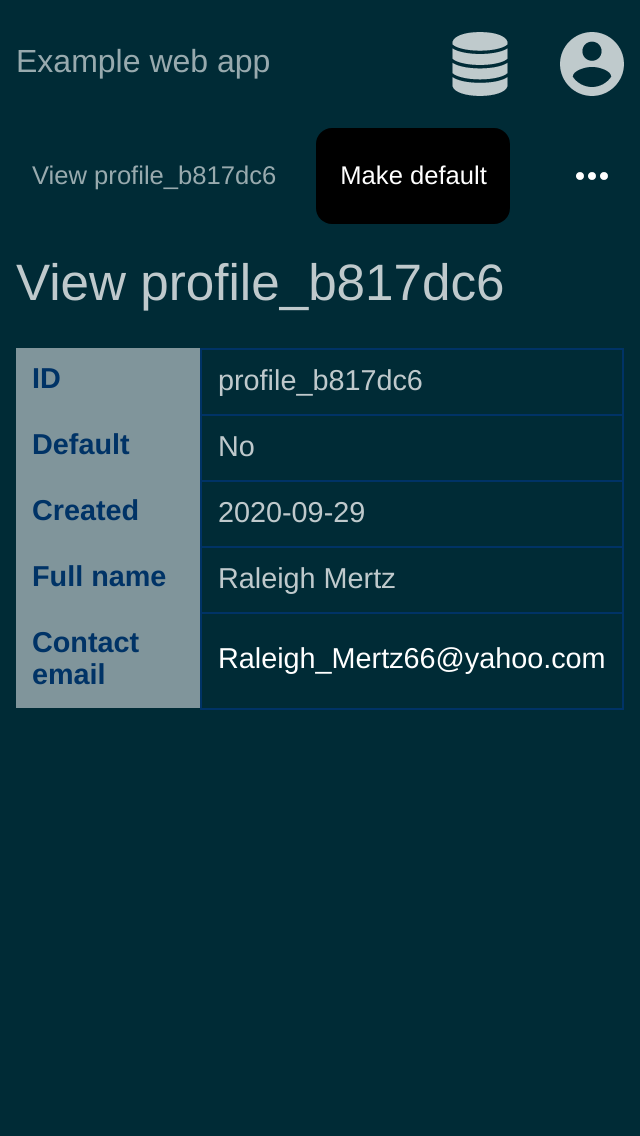 Example web app
View profile_b817dc6
Make default
View profile_b817dc6
ID
profile_b817dc6
Default
No
Created
2020-09-29
Full name
Raleigh Mertz
Contact
email
Raleigh_Mertz66@yahoo.com